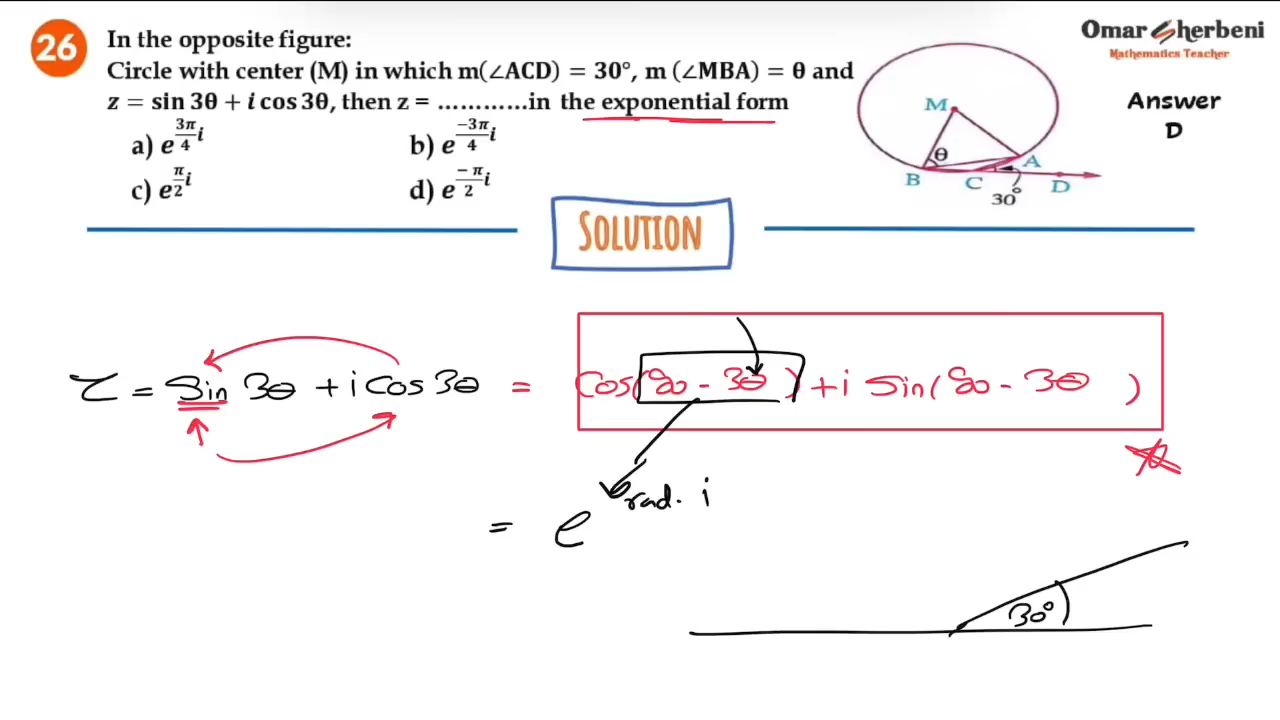 26
In the opposite figure:
Circle with center (M) in which m(∠ACD) = 30°, m (∠MBA) = θ and
z = sin 3θ + i cos 3θ, then z = …………in the exponential form
a) e^{3π/4 i}
b) e^{-3π/4 i}
c) e^{π/2 i}
d) e^{-π/2 i}
Omar Sherbeni
Mathematics Teacher
Answer
D
M
θ
A
B
C
D
30°
SOLUTION
Z = Sin 3θ + i Cos 3θ = Cos(90 - 3θ) + i Sin(90 - 3θ)
= e^{rad. i}
30°